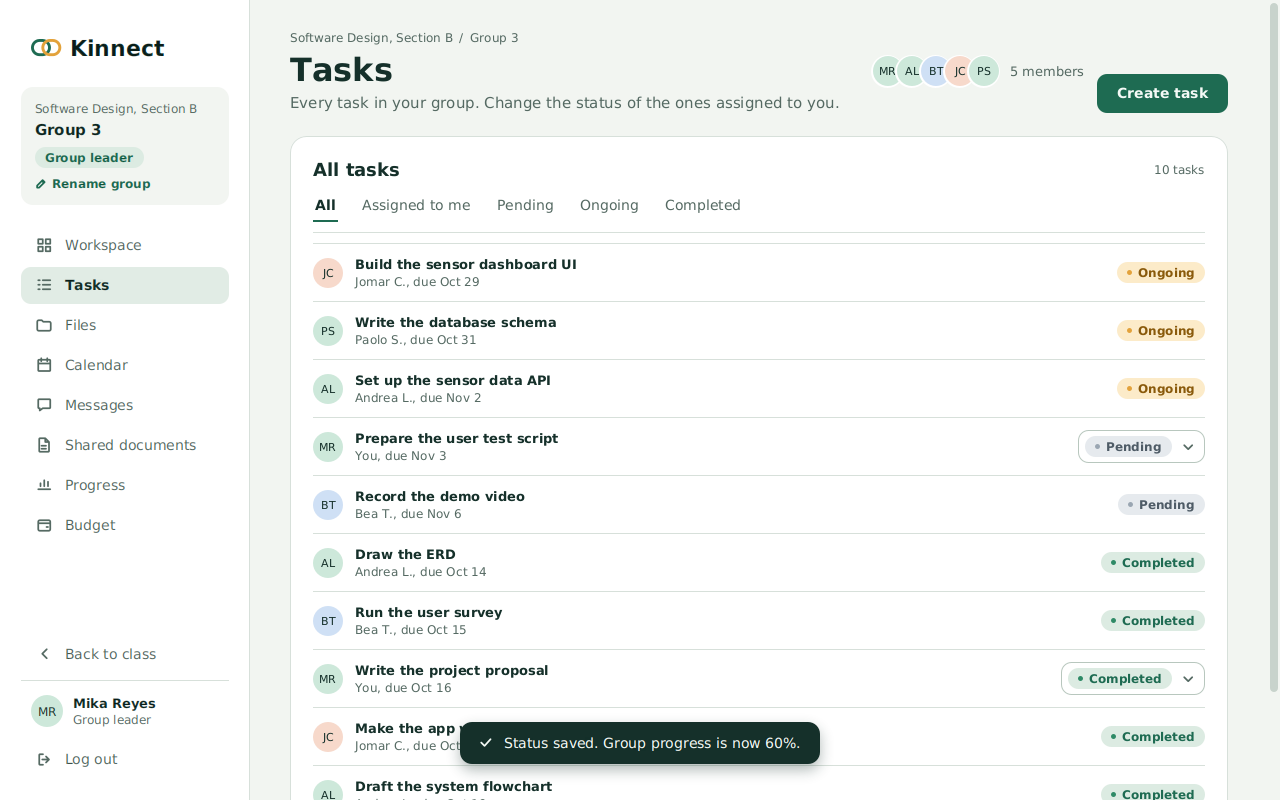 Kinnect
Software Design, Section B
Group 3
Group leader
Rename group
Workspace
Tasks
Files
Calendar
Messages
Shared documents
Progress
Budget
Back to class
MR
Mika Reyes
Group leader
Log out
Software Design, Section B / Group 3
Tasks
Every task in your group. Change the status of the ones assigned to you.
MR AL BT JC PS 5 members
Create task
All tasks
10 tasks
All Assigned to me Pending Ongoing Completed
JC
Build the sensor dashboard UI
Jomar C., due Oct 29
Ongoing
PS
Write the database schema
Paolo S., due Oct 31
Ongoing
AL
Set up the sensor data API
Andrea L., due Nov 2
Ongoing
MR
Prepare the user test script
You, due Nov 3
Pending
BT
Record the demo video
Bea T., due Nov 6
Pending
AL
Draw the ERD
Andrea L., due Oct 14
Completed
BT
Run the user survey
Bea T., due Oct 15
Completed
MR
Write the project proposal
You, due Oct 16
Completed
JC
Make the app
Jomar C., due Oct
Completed
Status saved. Group progress is now 60%.
AL
Draft the system flowchart
Completed